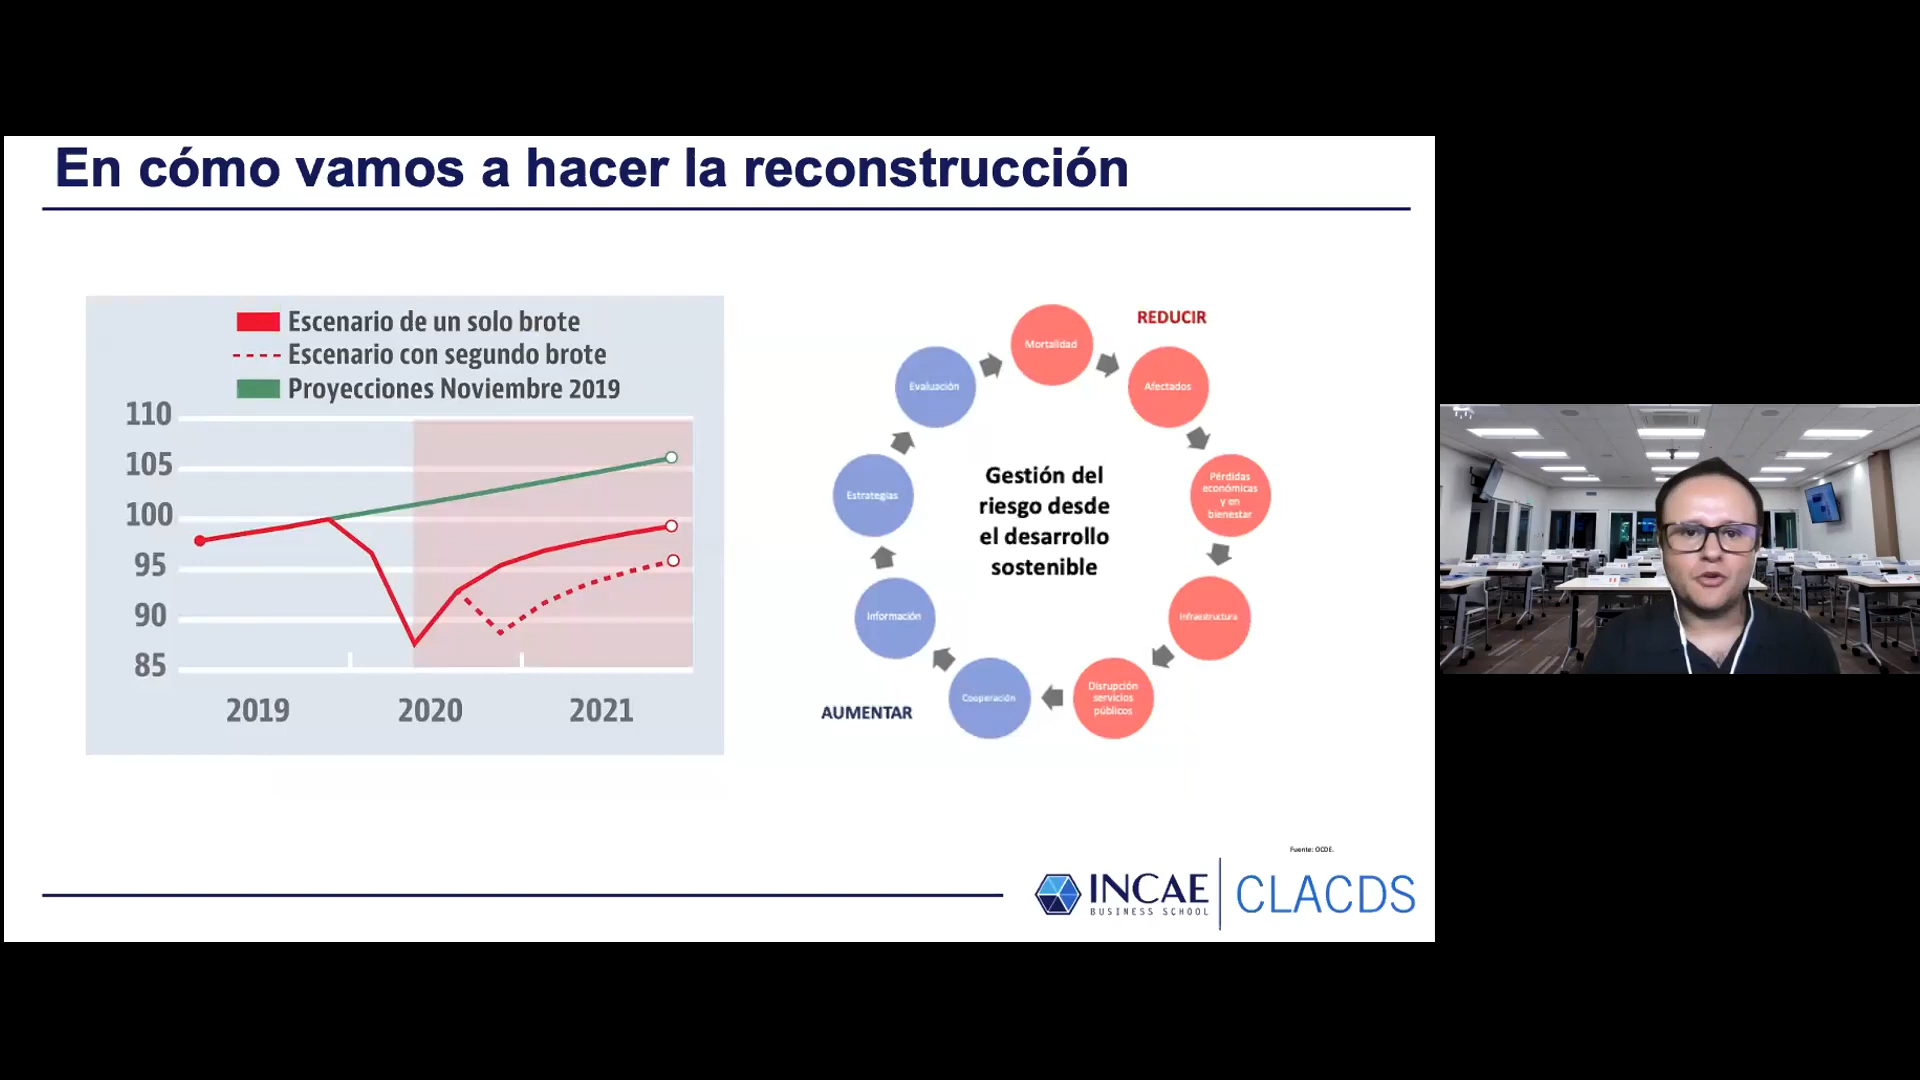 En cómo vamos a hacer la reconstrucción
Escenario de un solo brote
Escenario con segundo brote
Proyecciones Noviembre 2019
110
105
100
95
90
85
2019
2020
2021
REDUCIR
Mortalidad
Afectados
Pérdidas
económicas
y en
bienestar
Infraestructura
Disrupción
servicios
públicos
Cooperación
Información
Estrategias
Evaluación
AUMENTAR
Gestión del
riesgo desde
el desarrollo
sostenible
Fuente: OCDE.
INCAE
BUSINESS SCHOOL
CLACDS